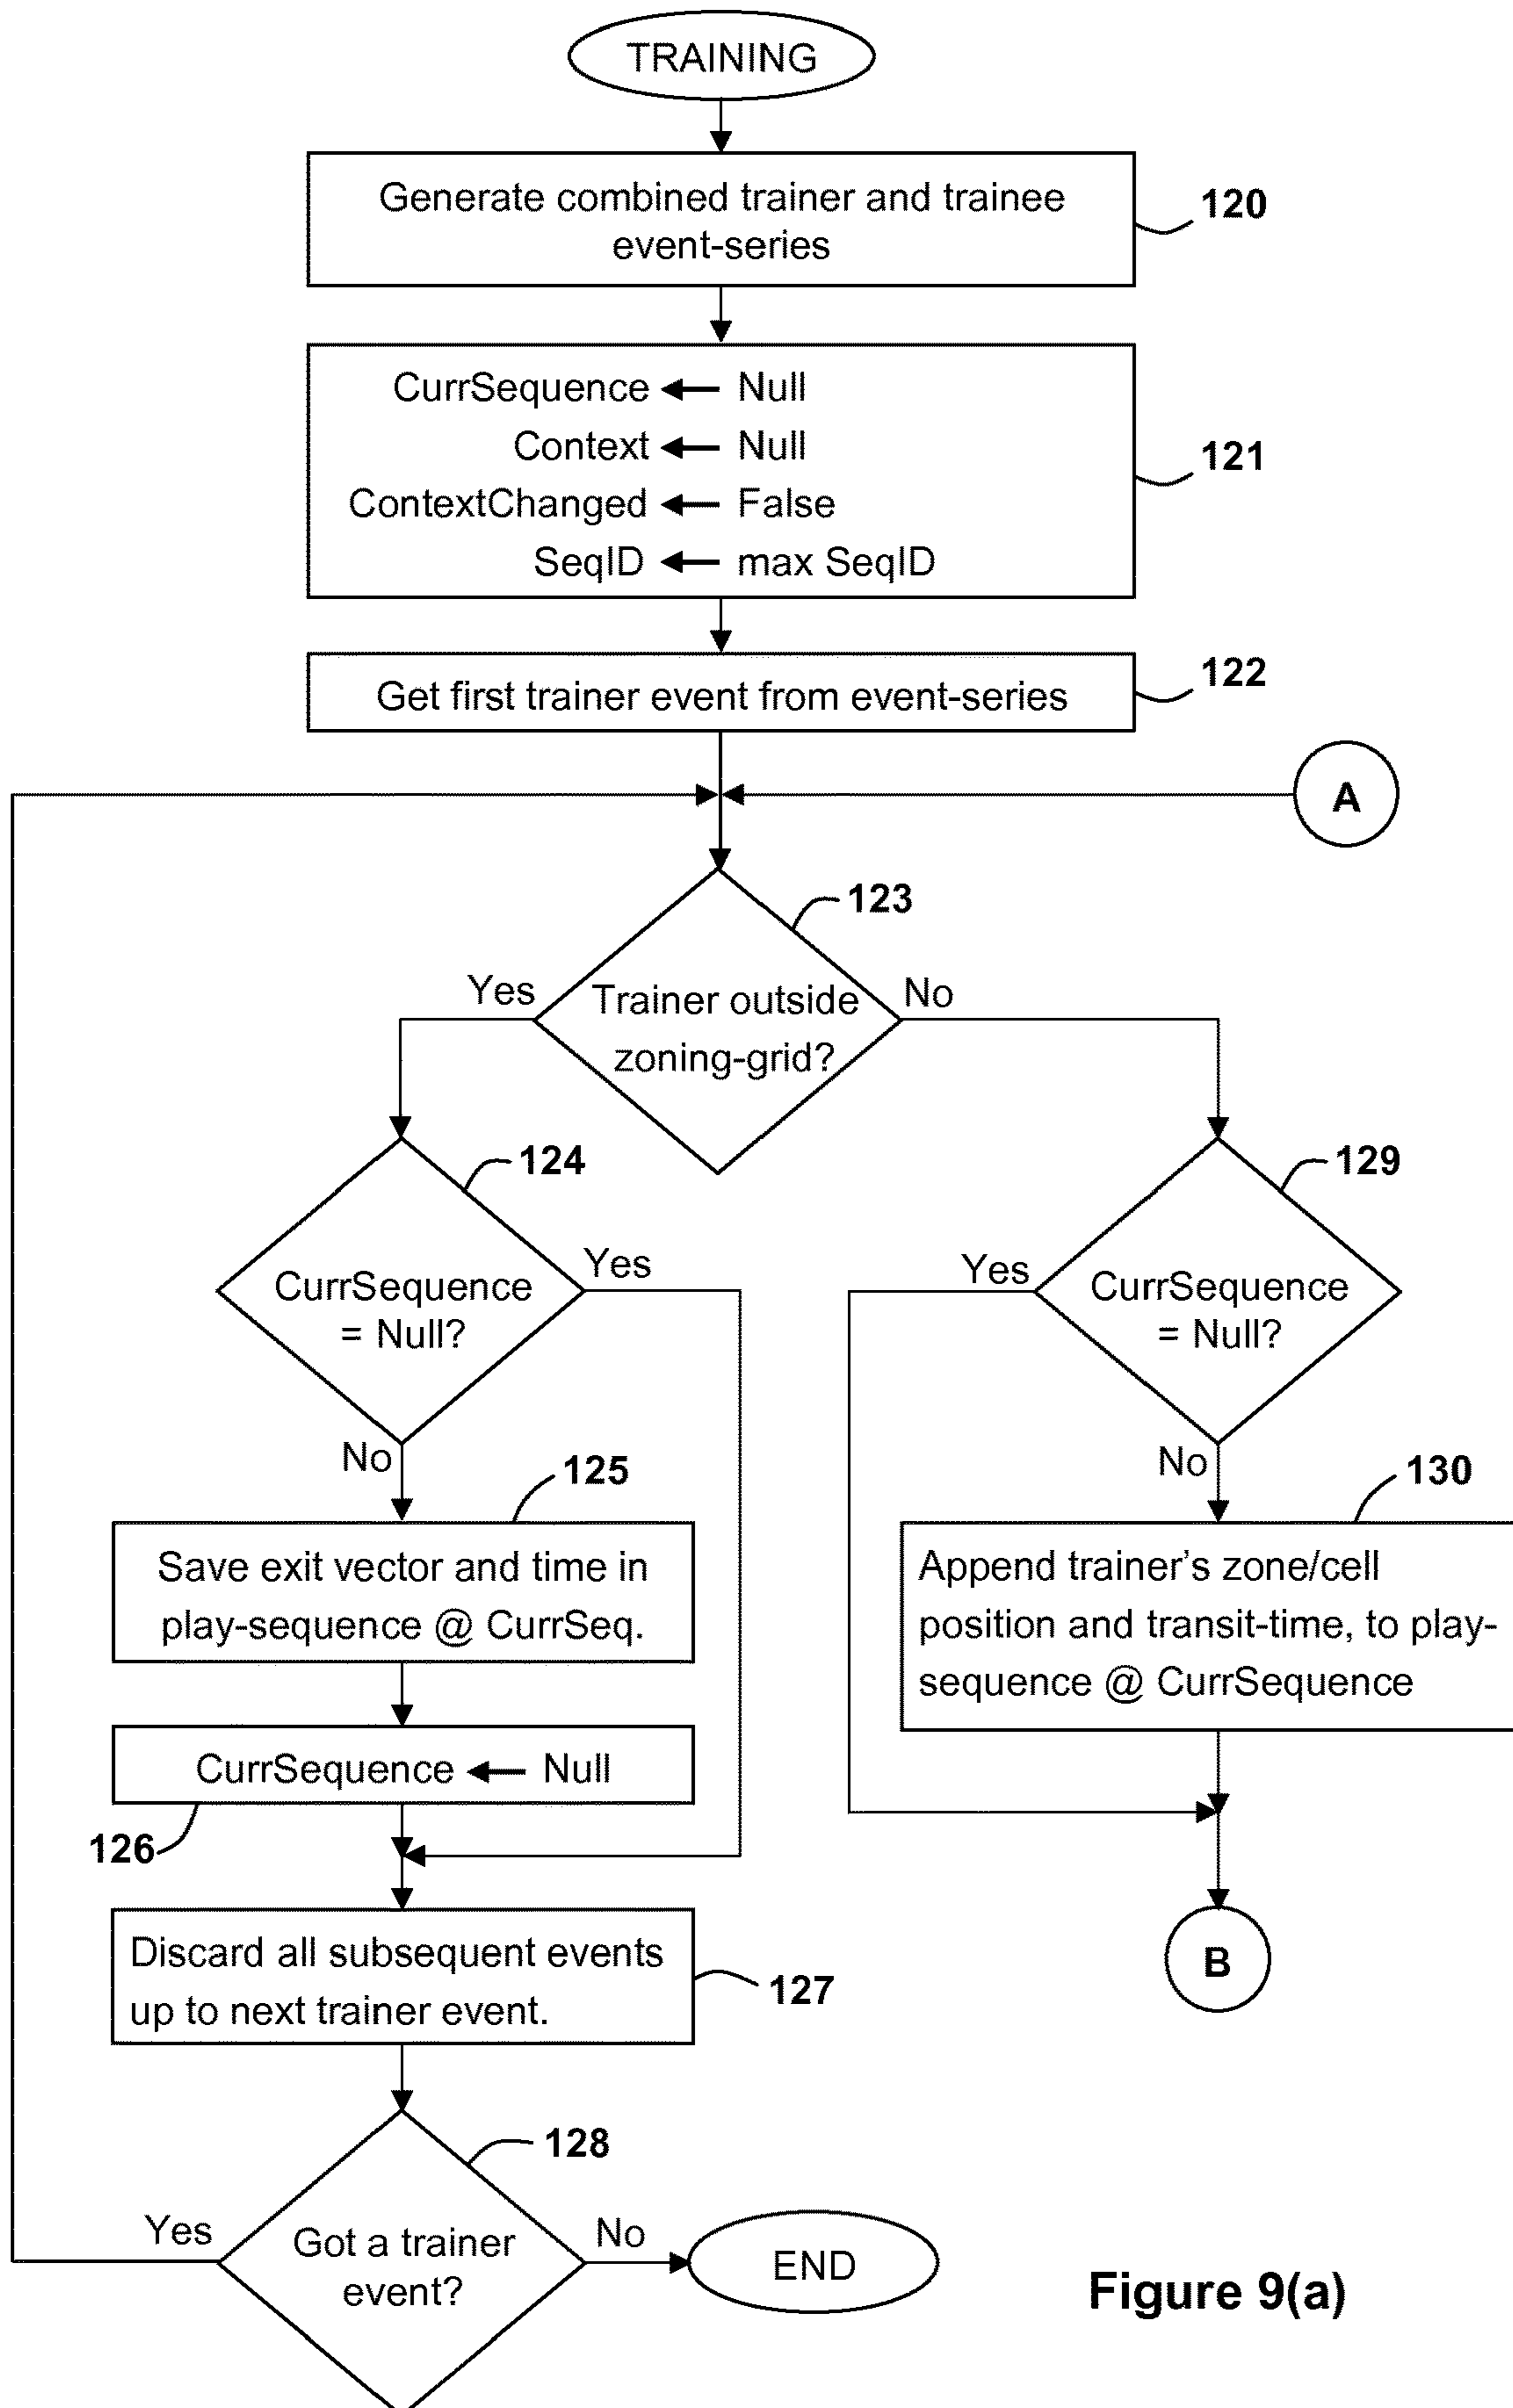 TRAINING
Generate combined trainer and trainee
event-series
120
CurrSequence ← Null
Context ← Null
ContextChanged ← False
SeqID ← max SeqID
121
Get first trainer event from event-series
122
A
123
Yes
Trainer outside
zoning-grid?
No
124
CurrSequence
= Null?
Yes
No
129
Yes
CurrSequence
= Null?
No
125
Save exit vector and time in
play-sequence @ CurrSeq.
130
Append trainer's zone/cell
position and transit-time, to play-
sequence @ CurrSequence
CurrSequence ← Null
126
Discard all subsequent events
up to next trainer event.
127
B
128
Yes
Got a trainer
event?
No
END
Figure 9(a)